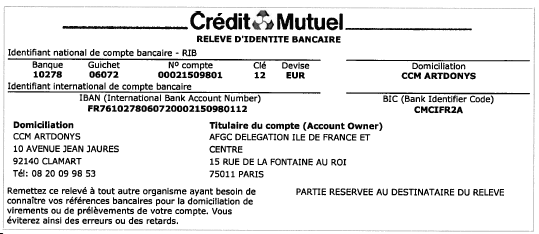 Crédit Mutuel
RELEVE D'IDENTITE BANCAIRE
Identifiant national de compte bancaire - RIB
Banque Guichet N° compte Clé Devise Domiciliation
10278 06072 00021509801 12 EUR CCM ARTDONYS
Identifiant international de compte bancaire
IBAN (International Bank Account Number) BIC (Bank Identifier Code)
FR7610278060720002150980112 CMCIFR2A
Domiciliation Titulaire du compte (Account Owner)
CCM ARTDONYS AFGC DELEGATION ILE DE FRANCE ET
10 AVENUE JEAN JAURES CENTRE
92140 CLAMART 15 RUE DE LA FONTAINE AU ROI
Tél: 08 20 09 98 53 75011 PARIS
Remettez ce relevé à tout autre organisme ayant besoin de PARTIE RESERVEE AU DESTINATAIRE DU RELEVE
connaître vos références bancaires pour la domiciliation de
virements ou de prélèvements de votre compte. Vous
éviterez ainsi des erreurs ou des retards.